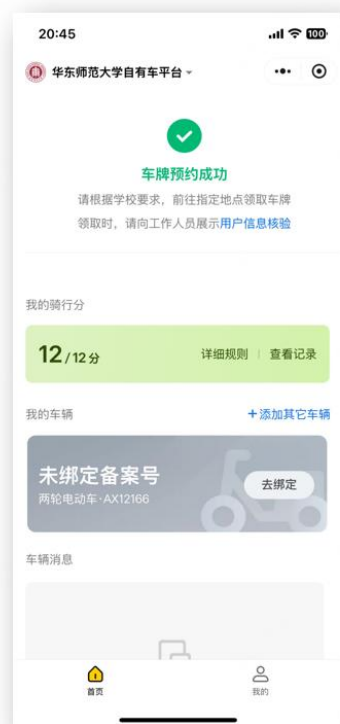 20:45
100
华东师范大学自有车平台
车牌预约成功
请根据学校要求，前往指定地点领取车牌
领取时，请向工作人员展示用户信息核验
我的骑行分
12/12分 详细规则 | 查看记录
我的车辆 +添加其它车辆
未绑定备案号
两轮电动车·AX12166
去绑定
车辆消息
首页 我的